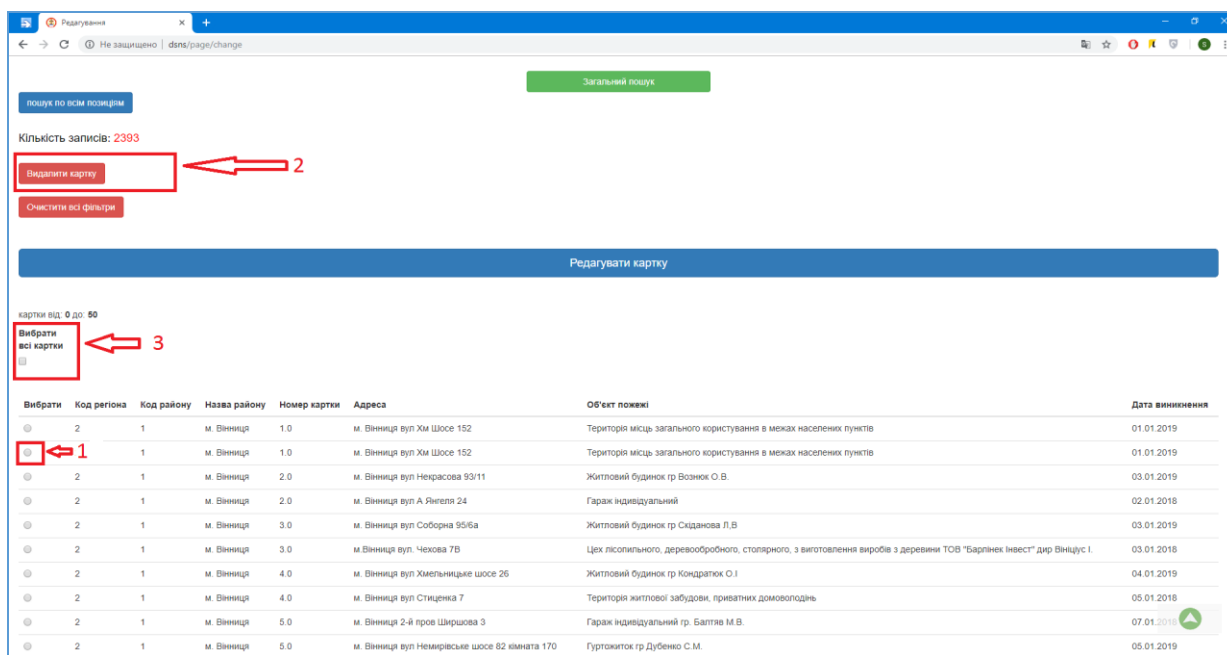 Редагування
Не защищено | dsns/page/change
Загальний пошук
пошук по всім позиціям
Кількість записів: 2393
Видалити картку
2
Очистити всі фільтри
Редагувати картку
картки від: 0 до: 50
Вибрати
всі картки
3
Вибрати Код регіона Код району Назва району Номер картки Адреса Об'єкт пожежі Дата виникнення
2 1 м. Вінниця 1.0 м. Вінниця вул Хм Шосе 152 Територія місць загального користування в межах населених пунктів 01.01.2019
1 1 м. Вінниця 1.0 м. Вінниця вул Хм Шосе 152 Територія місць загального користування в межах населених пунктів 01.01.2019
2 1 м. Вінниця 2.0 м. Вінниця вул Некрасова 93/11 Житловий будинок гр Вознюк О.В. 03.01.2019
2 1 м. Вінниця 2.0 м. Вінниця вул А Янгеля 24 Гараж індивідуальний 02.01.2018
2 1 м. Вінниця 3.0 м. Вінниця вул Соборна 95/6а Житловий будинок гр Скіданова Л,В 03.01.2019
2 1 м. Вінниця 3.0 м.Вінниця вул. Чехова 7В Цех лісопильного, деревообробного, столярного, з виготовлення виробів з деревини ТОВ "Барлінек Інвест" дир Вініціус І. 03.01.2018
2 1 м. Вінниця 4.0 м. Вінниця вул Хмельницьке шосе 26 Житловий будинок гр Кондратюк О.І 04.01.2019
2 1 м. Вінниця 4.0 м. Вінниця вул Стиценка 7 Територія житлової забудови, приватних домоволодінь 05.01.2018
2 1 м. Вінниця 5.0 м. Вінниця 2-й пров Ширшова 3 Гараж індивідуальний гр. Балтяв М.В. 07.01.2018
2 1 м. Вінниця 5.0 м. Вінниця вул Немирівське шосе 82 кімната 170 Гуртожиток гр Дубенко С.М. 05.01.2019